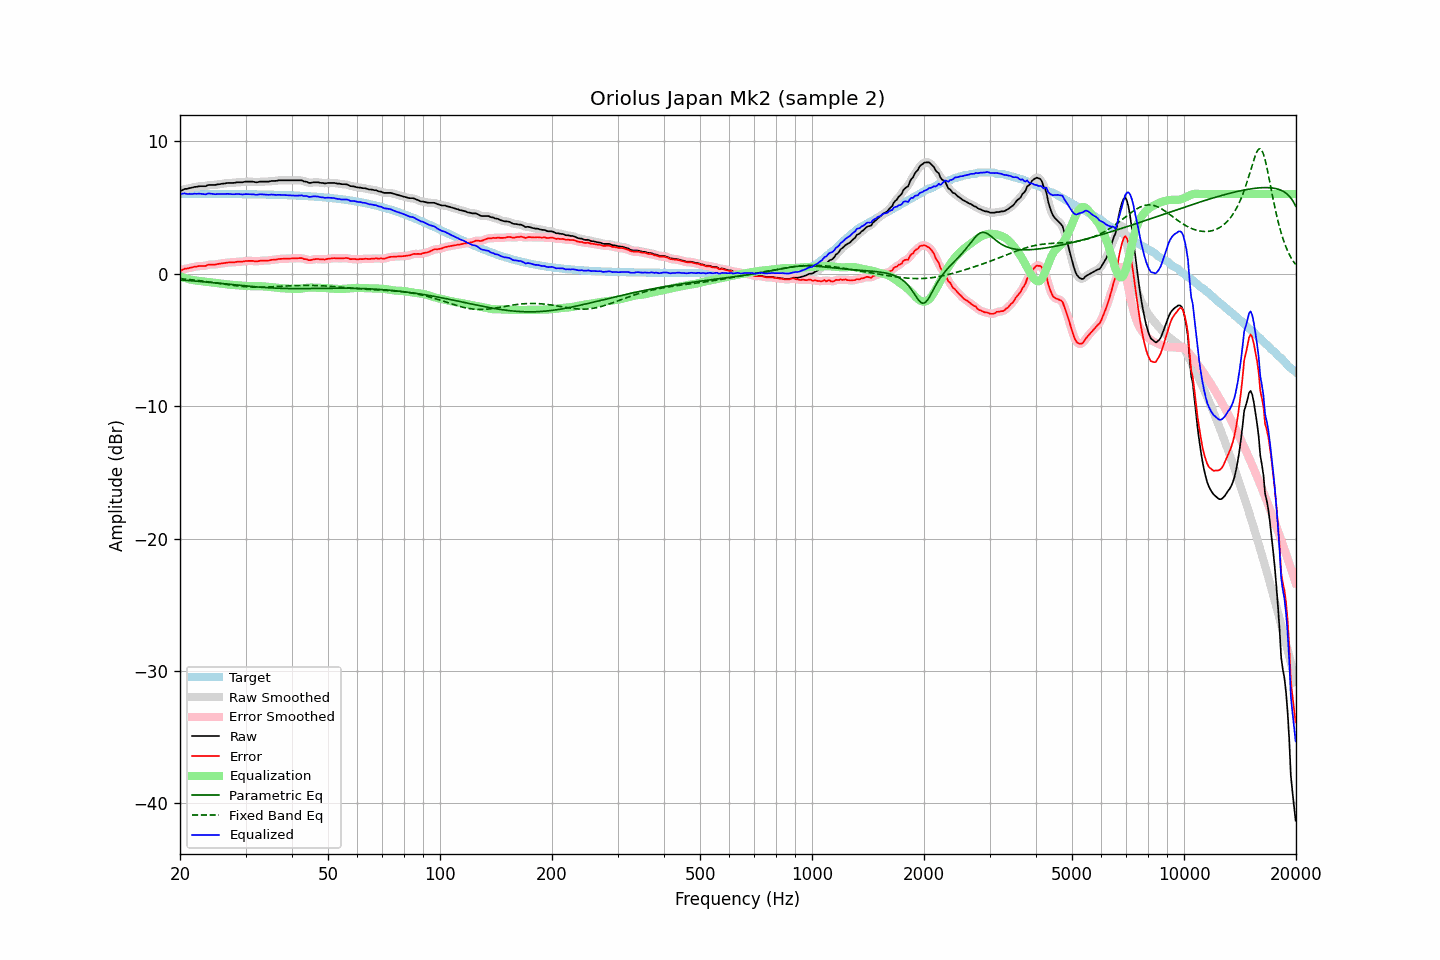 Oriolus Japan Mk2 (sample 2)
10
0
−10
−20
−30
−40
Amplitude (dBr)
Target
Raw Smoothed
Error Smoothed
Raw
Error
Equalization
Parametric Eq
Fixed Band Eq
Equalized
20 50 100 200 500 1000 2000 5000 10000 20000
Frequency (Hz)